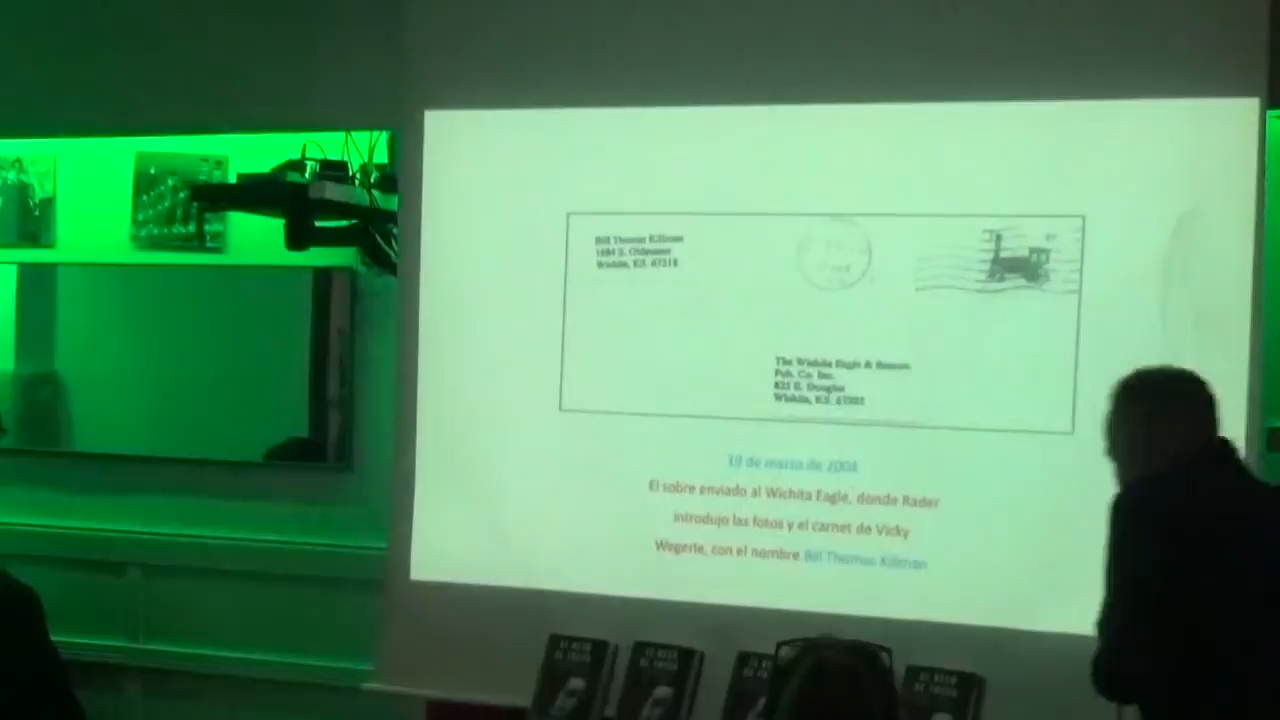 Bill Thomas Killman
1684 S. Oldmanor
Wichita, KS. 67218
The Wichita Eagle & Beacon
Pub. Co. Inc.
825 E. Douglas
Wichita, KS. 67202
19 de marzo de 2004
El sobre enviado al Wichita Eagle, donde Rader
introdujo las fotos y el carnet de Vicky
Wegerle, con el nombre Bill Thomas Killman